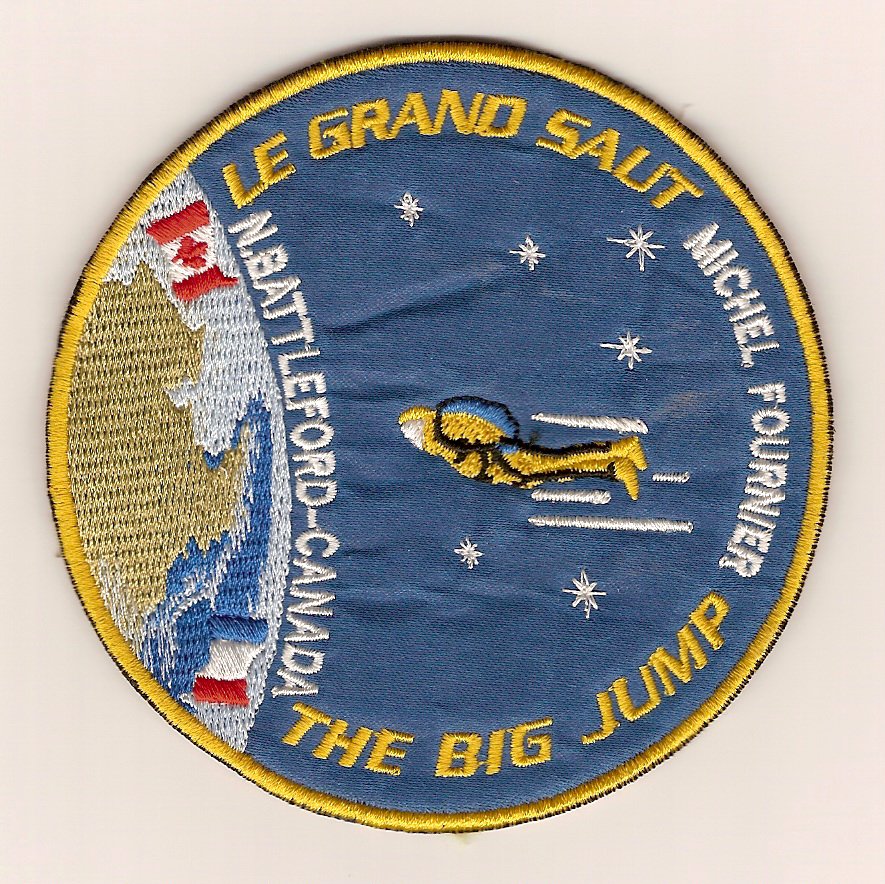 LE GRAND SAUT
MICHEL FOURNIER
N.BATTLEFORD-CANADA
THE BIG JUMP